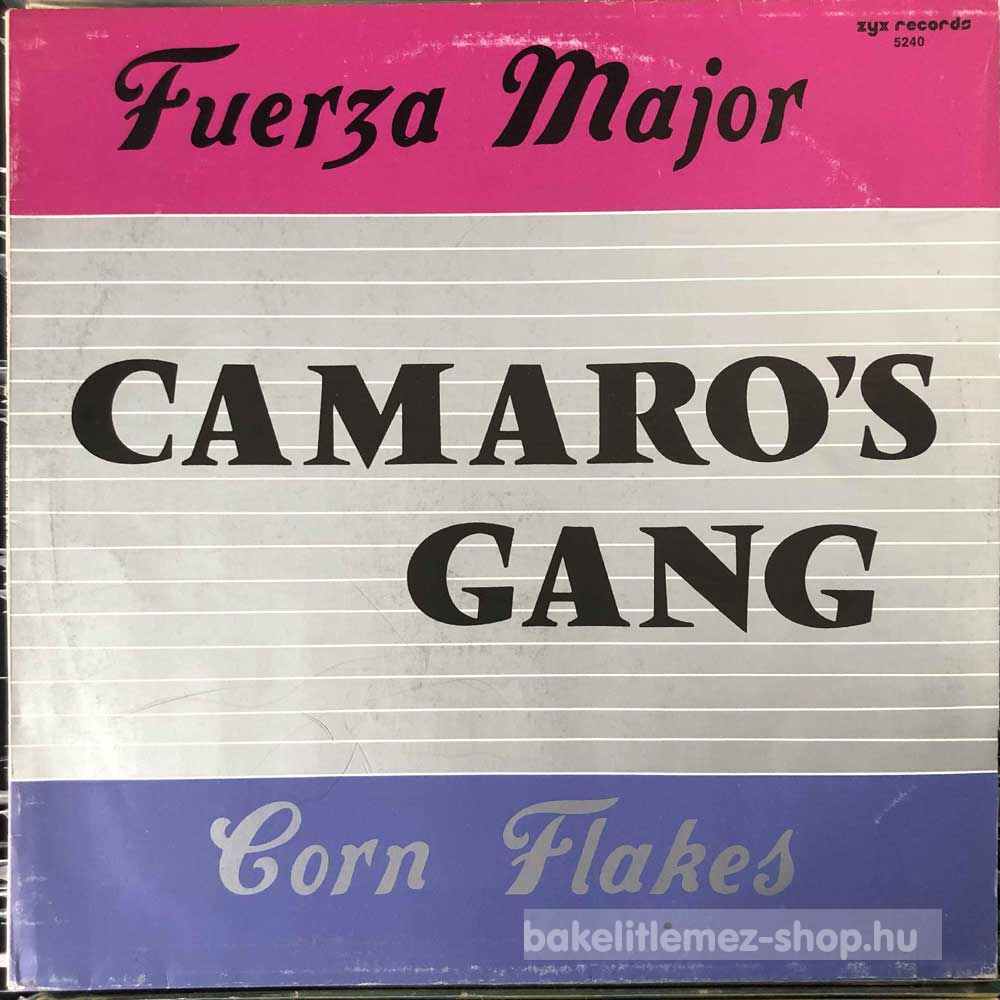 zyx records
5240
Fuerza Major
CAMARO'S
GANG
Corn Flakes
bakelitlemez-shop.hu